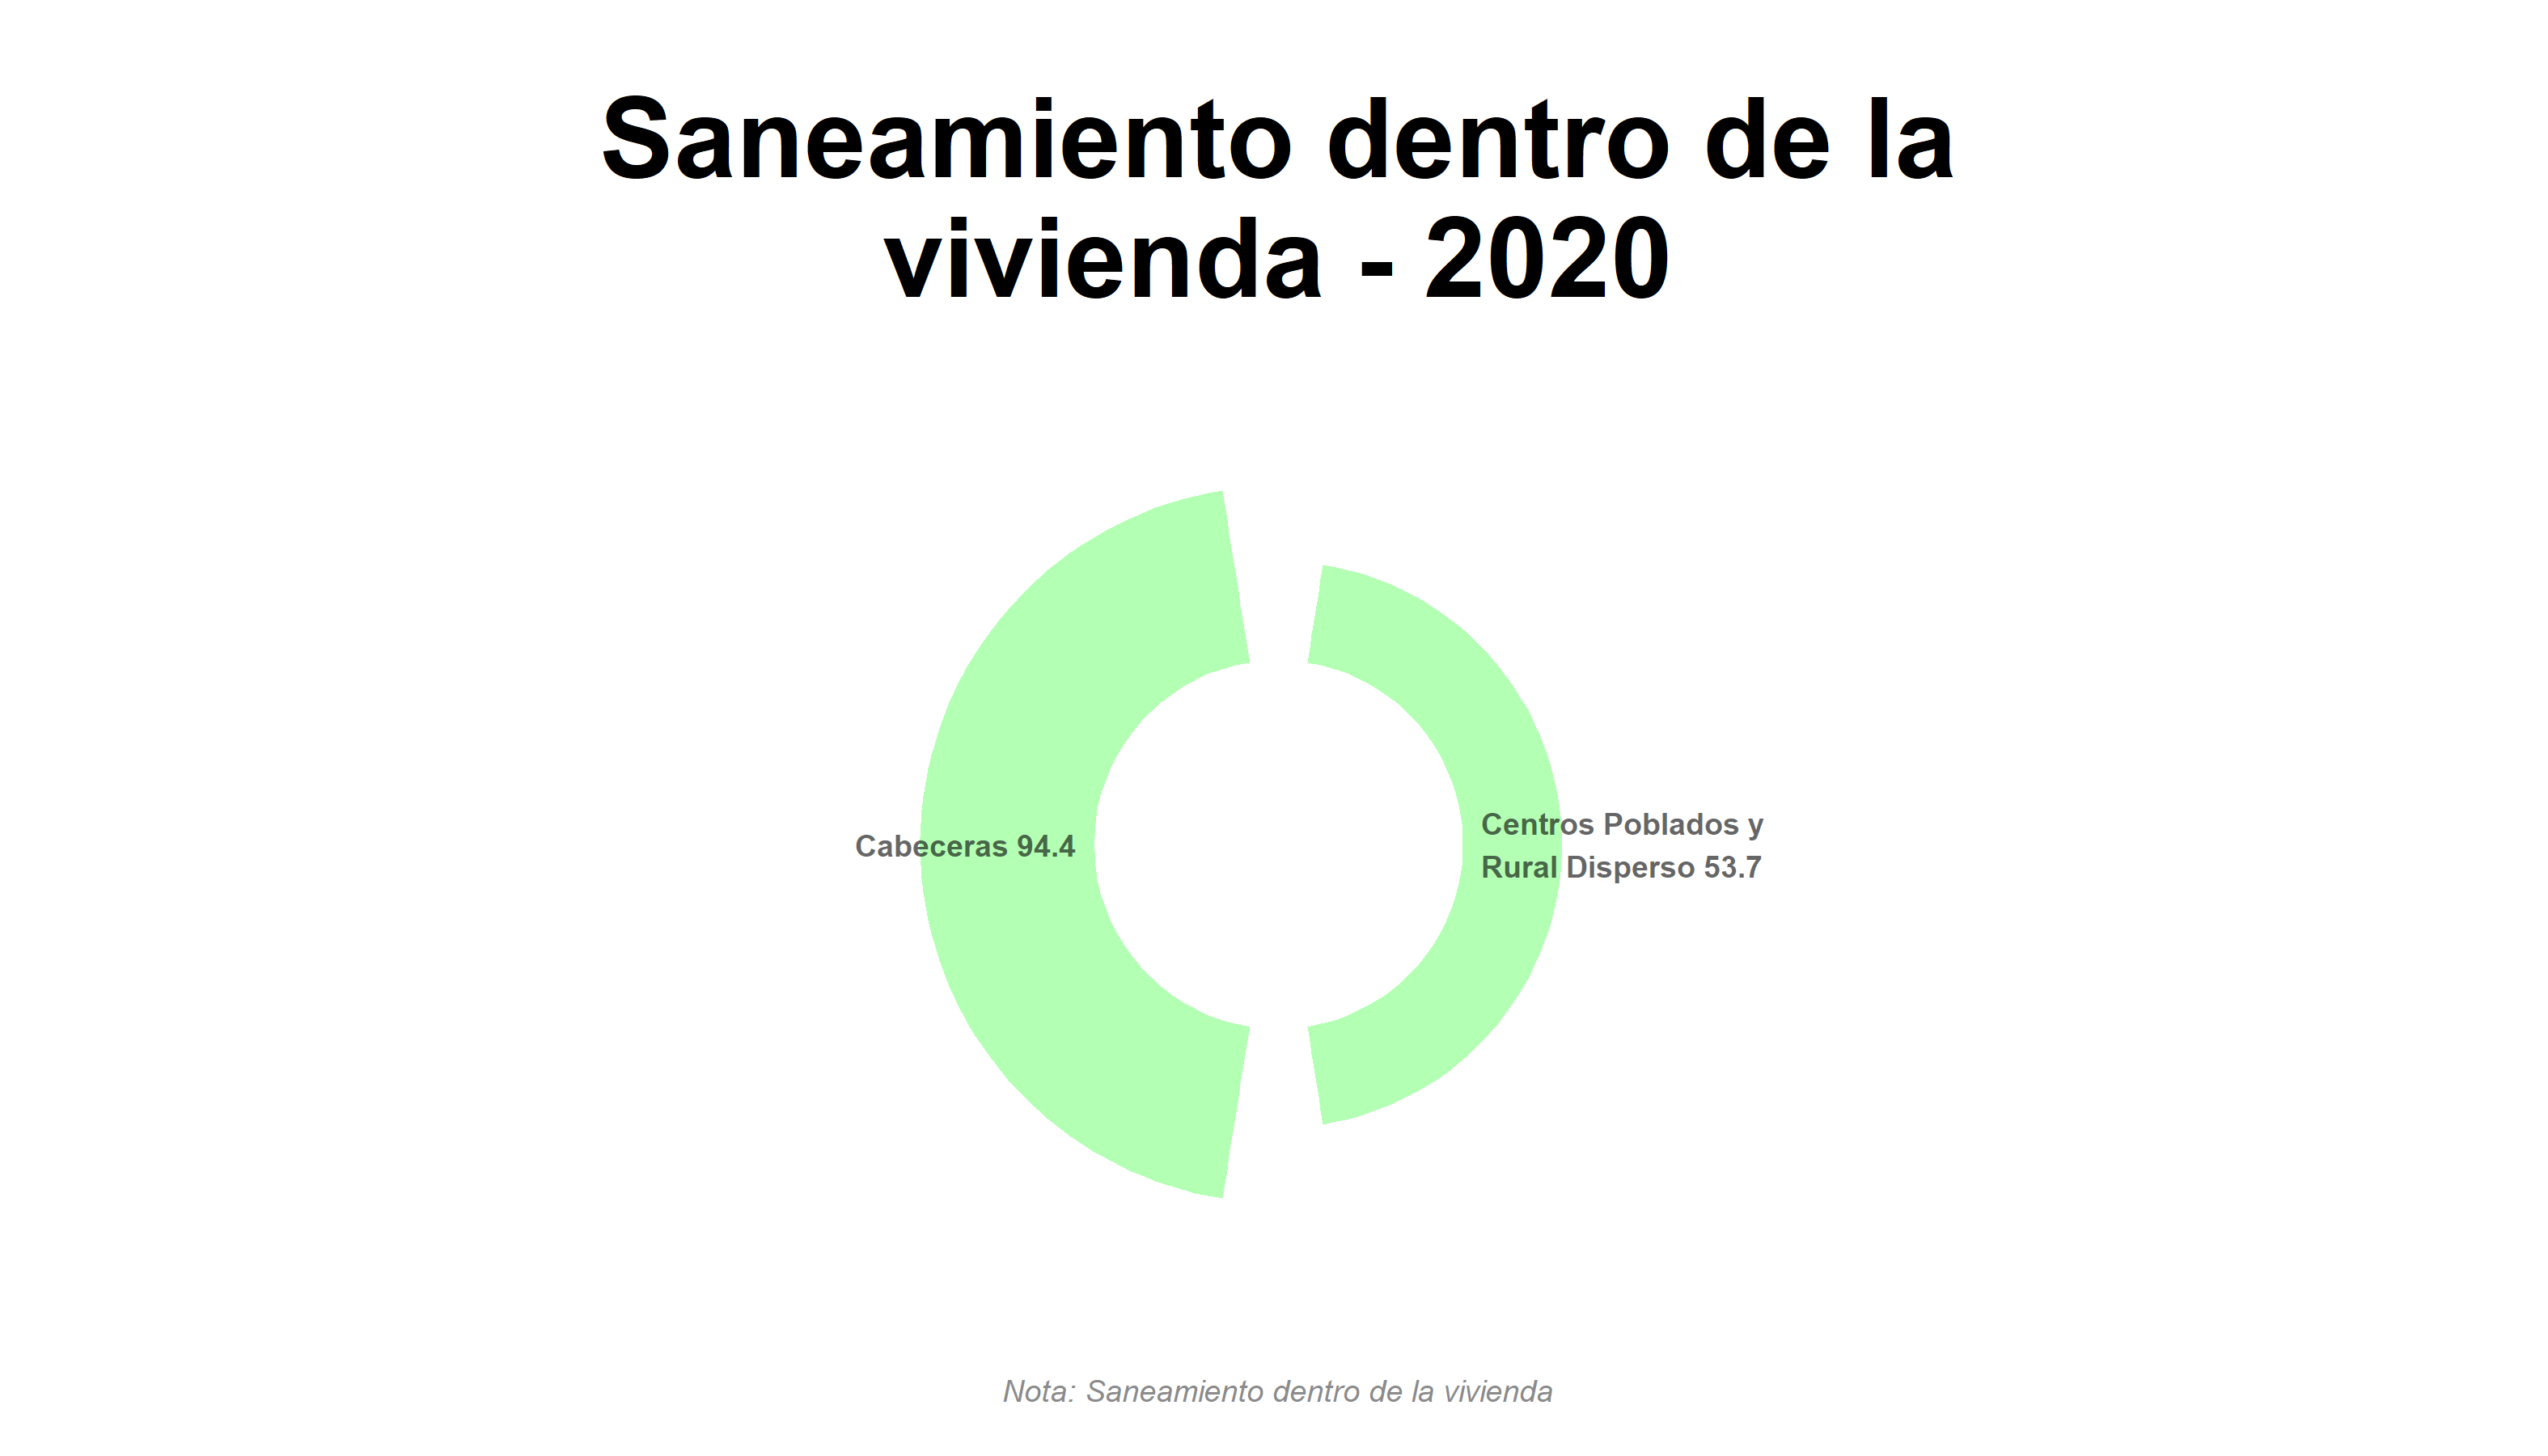 Saneamiento dentro de la
vivienda - 2020
Cabeceras 94.4
Centros Poblados y
Rural Disperso 53.7
Nota: Saneamiento dentro de la vivienda